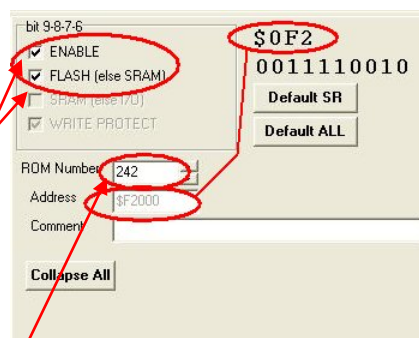 bit 9-8-7-6
ENABLE
FLASH (else SRAM)
SRAM (else I/O)
WRITE PROTECT
$0F2
0011110010
Default SR
Default ALL
ROM Number 242
Address $F2000
Comment
Collapse All